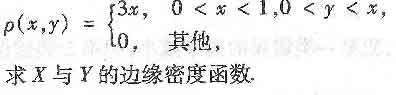 ρ(x,y) = {3x, 0 < x < 1,0 < y < x,
0, 其他,
求 X 与 Y 的边缘密度函数.